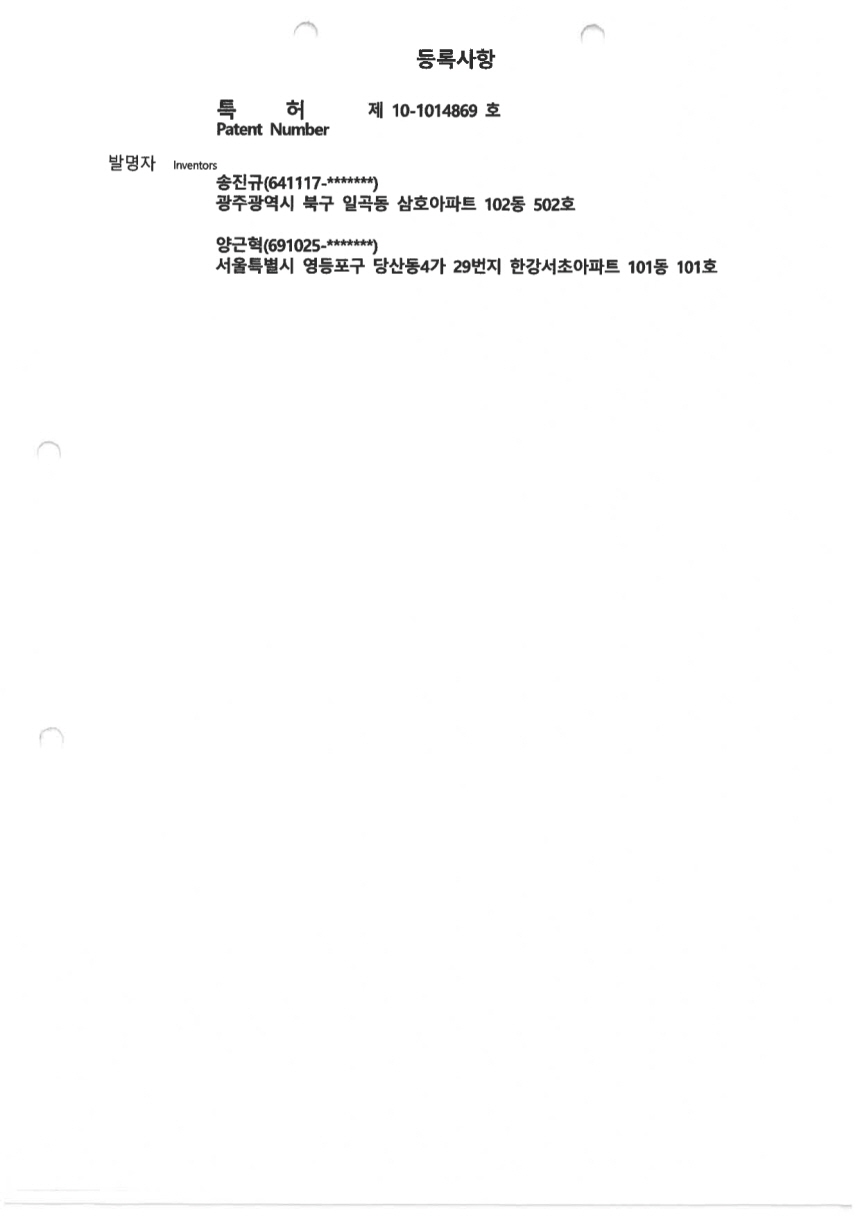 등록사항
특 허 제 10-1014869 호
Patent Number
발명자 Inventors
송진규(641117-*******)
광주광역시 북구 일곡동 삼호아파트 102동 502호
양근혁(691025-*******)
서울특별시 영등포구 당산동4가 29번지 한강서초아파트 101동 101호